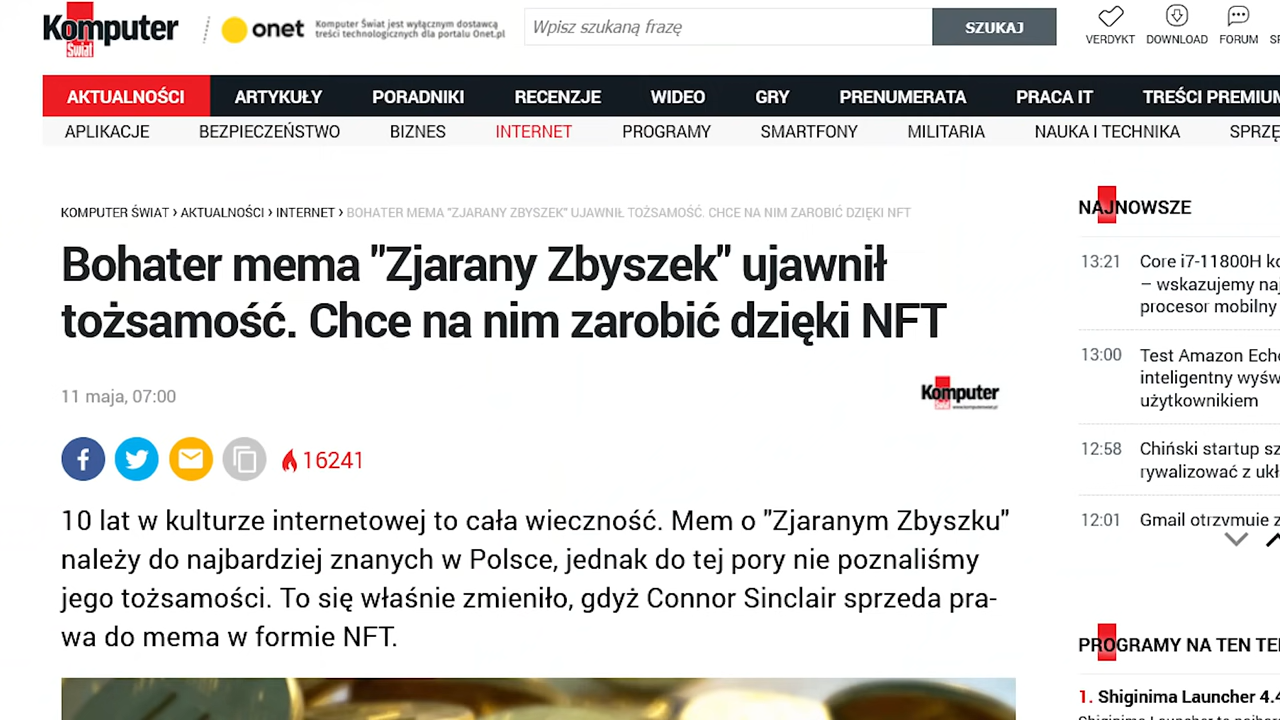 Komputer
Świat
onet
Komputer Świat jest wyłącznym dostawcą
treści technologicznych dla portalu Onet.pl
Wpisz szukaną frazę
SZUKAJ
VERDYKT
DOWNLOAD
FORUM
AKTUALNOŚCI
ARTYKUŁY
PORADNIKI
RECENZJE
WIDEO
GRY
PRENUMERATA
PRACA IT
TREŚCI PREMIUM
APLIKACJE
BEZPIECZEŃSTWO
BIZNES
INTERNET
PROGRAMY
SMARTFONY
MILITARIA
NAUKA I TECHNIKA
SPRZĘ
KOMPUTER ŚWIAT › AKTUALNOŚCI › INTERNET › BOHATER MEMA "ZJARANY ZBYSZEK" UJAWNIŁ TOŻSAMOŚĆ. CHCE NA NIM ZAROBIĆ DZIĘKI NFT
Bohater mema "Zjarany Zbyszek" ujawnił
tożsamość. Chce na nim zarobić dzięki NFT
11 maja, 07:00
Komputer
Świat
www.komputerswiat.pl
16241
10 lat w kulturze internetowej to cała wieczność. Mem o "Zjaranym Zbyszku"
należy do najbardziej znanych w Polsce, jednak do tej pory nie poznaliśmy
jego tożsamości. To się właśnie zmieniło, gdyż Connor Sinclair sprzeda pra-
wa do mema w formie NFT.
NAJNOWSZE
13:21
Core i7-11800H ko
– wskazujemy naj
procesor mobilny
13:00
Test Amazon Echo
inteligentny wyśw
użytkownikiem
12:58
Chiński startup sz
rywalizować z ukł
12:01
Gmail otrzymuje z
PROGRAMY NA TEN TE
1. Shiginima Launcher 4.4